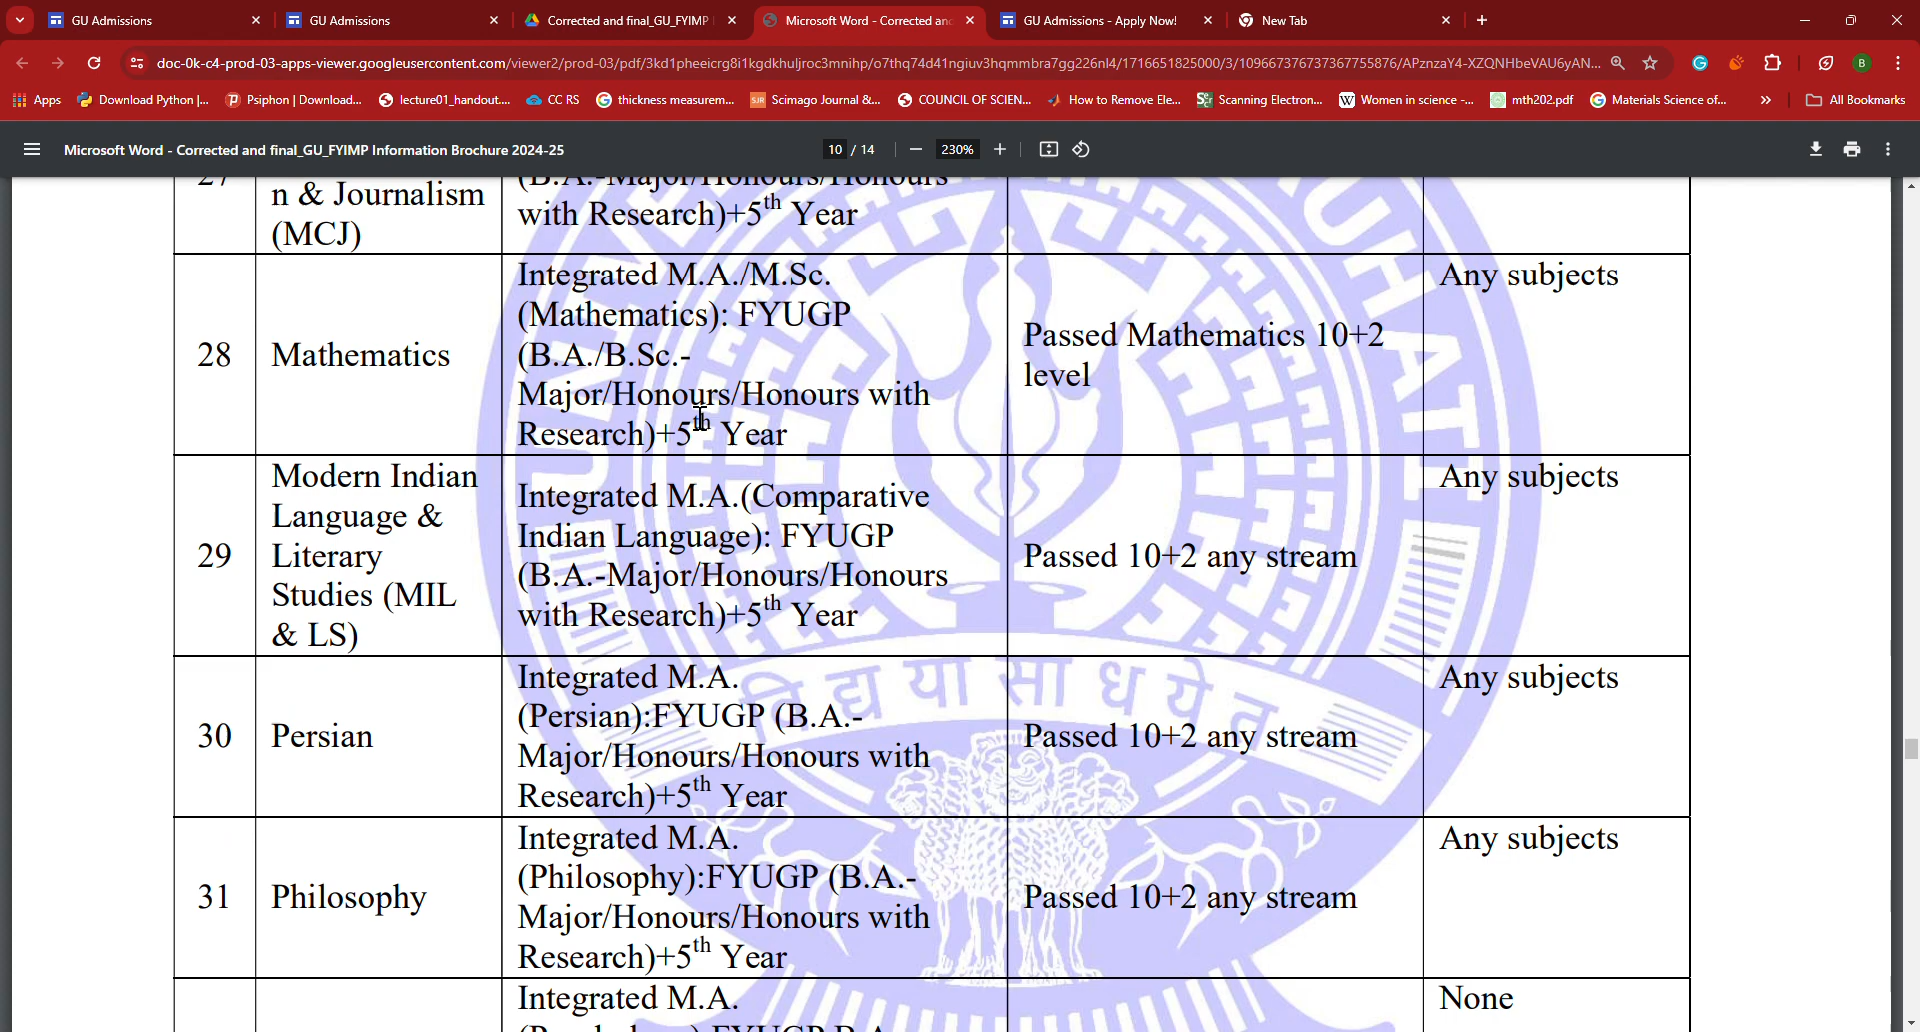 GU Admissions
GU Admissions
Corrected and final_GU_FYIMP
Microsoft Word - Corrected anc
GU Admissions - Apply Now!
New Tab
doc-0k-c4-prod-03-apps-viewer.googleusercontent.com/viewer2/prod-03/pdf/3kd1pheeicrg8i1kgdkhuljroc3mnihp/o7thq74d41ngiuv3hqmmbra7gg226nl4/1716651825000/3/109667376737367755876/APznzaY4-XZQNHbeVAU6yAN...
B
Apps
Download Python |...
Psiphon | Download...
lecture01_handout....
CC RS
thickness measurem...
SJR
Scimago Journal &...
COUNCIL OF SCIEN...
How to Remove Ele...
Scanning Electron...
W
Women in science -...
mth202.pdf
Materials Science of...
»
All Bookmarks
Microsoft Word - Corrected and final_GU_FYIMP Information Brochure 2024-25
10 / 14
230%
27
n & Journalism
(MCJ)
(B.A.-Major/Honours/Honours
with Research)+5th Year
28
Mathematics
Integrated M.A./M.Sc.
(Mathematics): FYUGP
(B.A./B.Sc.-
Major/Honours/Honours with
Research)+5th Year
Passed Mathematics 10+2
level
Any subjects
29
Modern Indian
Language &
Literary
Studies (MIL
& LS)
Integrated M.A.(Comparative
Indian Language): FYUGP
(B.A.-Major/Honours/Honours
with Research)+5th Year
Passed 10+2 any stream
Any subjects
30
Persian
Integrated M.A.
(Persian):FYUGP (B.A.-
Major/Honours/Honours with
Research)+5th Year
Passed 10+2 any stream
Any subjects
31
Philosophy
Integrated M.A.
(Philosophy):FYUGP (B.A.-
Major/Honours/Honours with
Research)+5th Year
Passed 10+2 any stream
Any subjects
Integrated M.A.
None